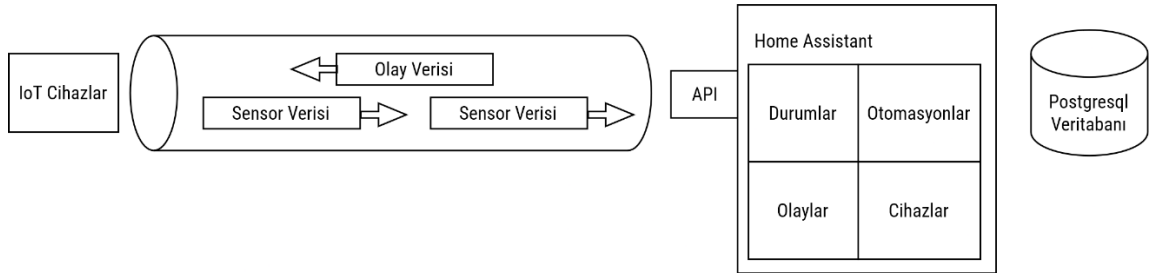 IoT Cihazlar
Olay Verisi
Sensor Verisi
Sensor Verisi
API
Home Assistant
Durumlar
Otomasyonlar
Olaylar
Cihazlar
Postgresql
Veritabanı